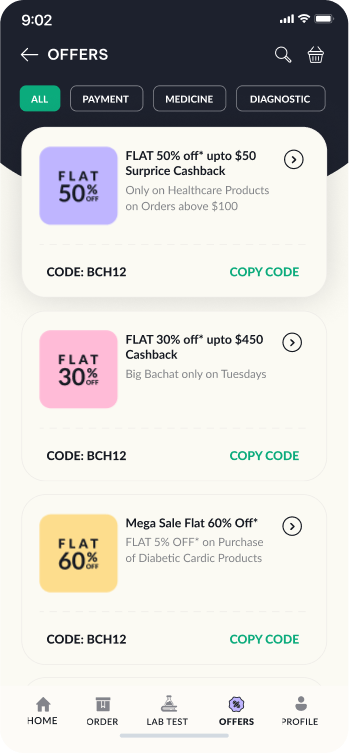 9:02
OFFERS
ALL
PAYMENT
MEDICINE
DIAGNOSTIC
FLAT
50%
OFF
FLAT 50% off* upto $50
Surprice Cashback
Only on Healthcare Products
on Orders above $100
CODE: BCH12
COPY CODE
FLAT
30%
OFF
FLAT 30% off* upto $450
Cashback
Big Bachat only on Tuesdays
CODE: BCH12
COPY CODE
FLAT
60%
OFF
Mega Sale Flat 60% Off*
FLAT 5% OFF* on Purchase
of Diabetic Cardic Products
CODE: BCH12
COPY CODE
HOME
ORDER
LAB TEST
OFFERS
PROFILE